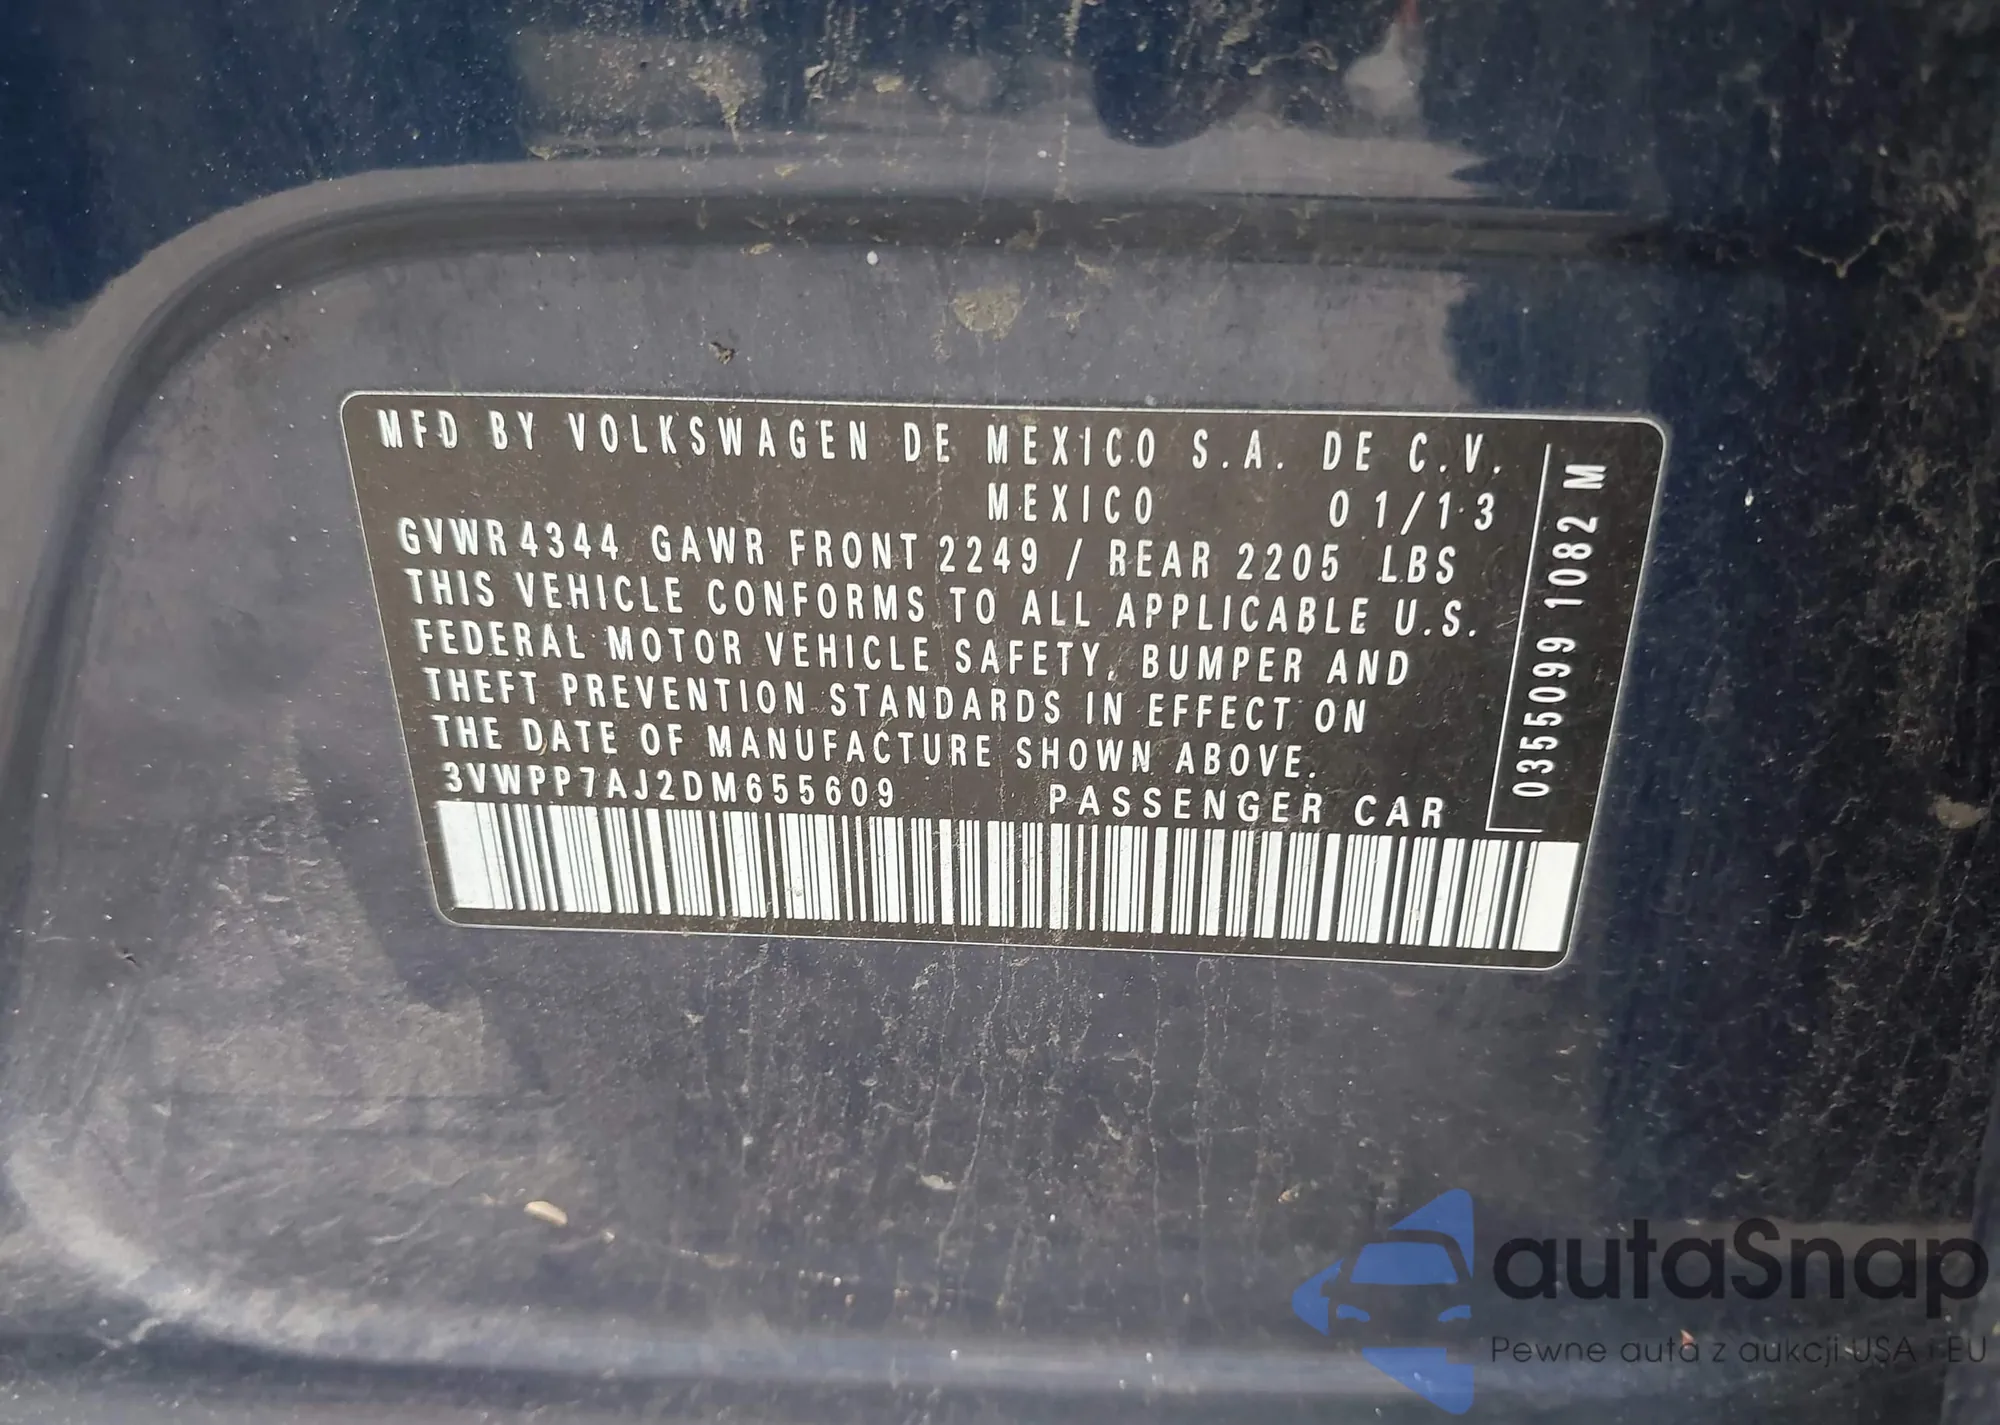 MFD BY VOLKSWAGEN DE MEXICO S.A. DE C.V.
MEXICO 01/13
GVWR 4344 GAWR FRONT 2249 / REAR 2205 LBS
THIS VEHICLE CONFORMS TO ALL APPLICABLE U.S.
FEDERAL MOTOR VEHICLE SAFETY, BUMPER AND
THEFT PREVENTION STANDARDS IN EFFECT ON
THE DATE OF MANUFACTURE SHOWN ABOVE.
3VWPP7AJ2DM655609 PASSENGER CAR
0355099 1082 M
autaSnap
Pewne auta z aukcji USA i EU